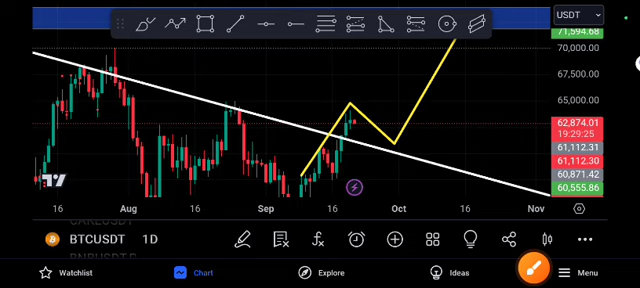 USDT
71,594.68
70,000.00
67,500.00
65,000.00
62,874.01
19:29:25
61,112.31
61,112.30
60,871.42
60,555.86
16 Aug 16 Sep 16 Oct 16 Nov
BTCUSDT 1D
Watchlist Chart Explore Ideas Menu